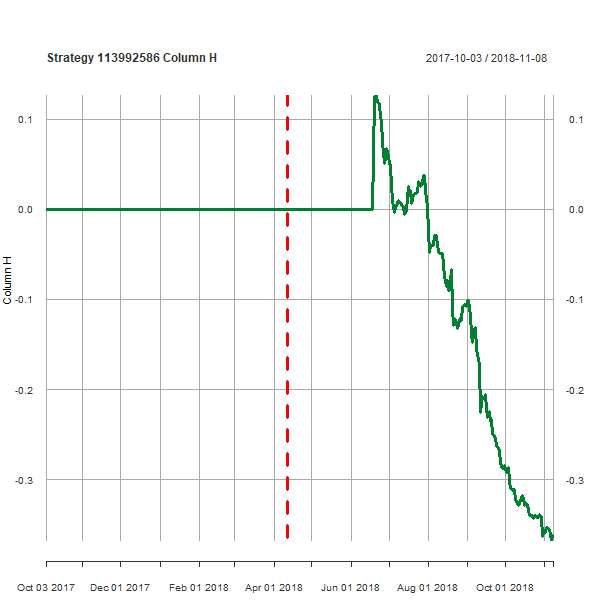 Strategy 113992586 Column H
2017-10-03 / 2018-11-08
0.1
0.1
0.0
0.0
Column H
-0.1
-0.1
-0.2
-0.2
-0.3
-0.3
Oct 03 2017
Dec 01 2017
Feb 01 2018
Apr 01 2018
Jun 01 2018
Aug 01 2018
Oct 01 2018